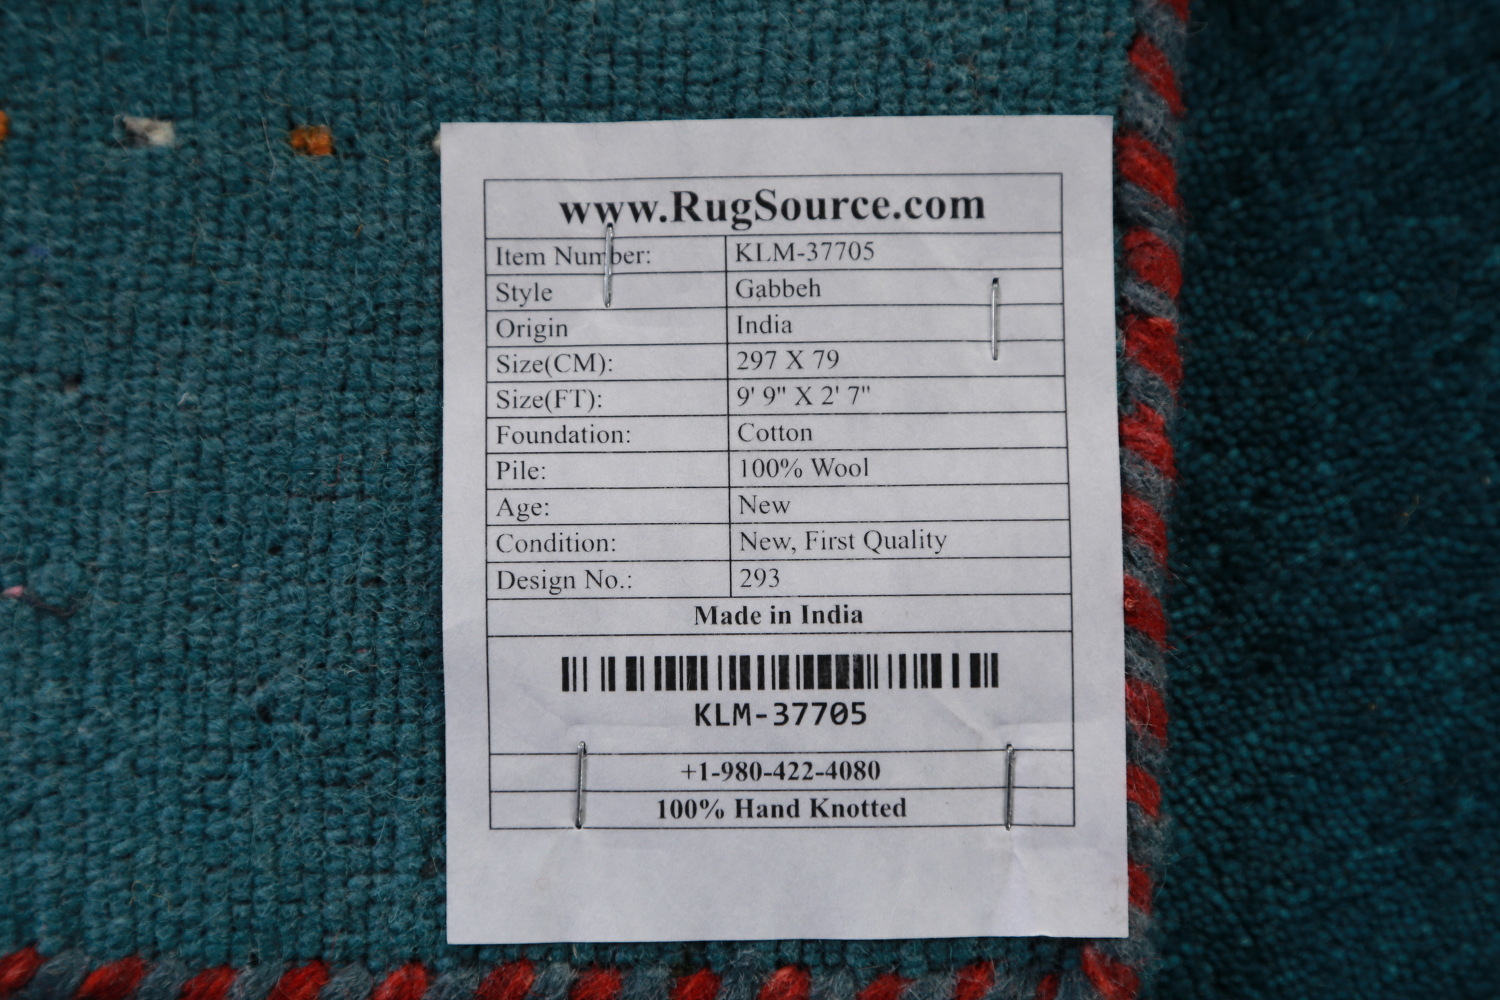 www.RugSource.com
Item Number: KLM-37705
Style Gabbeh
Origin India
Size(CM): 297 X 79
Size(FT): 9' 9" X 2' 7"
Foundation: Cotton
Pile: 100% Wool
Age: New
Condition: New, First Quality
Design No.: 293
Made in India
KLM-37705
+1-980-422-4080
100% Hand Knotted